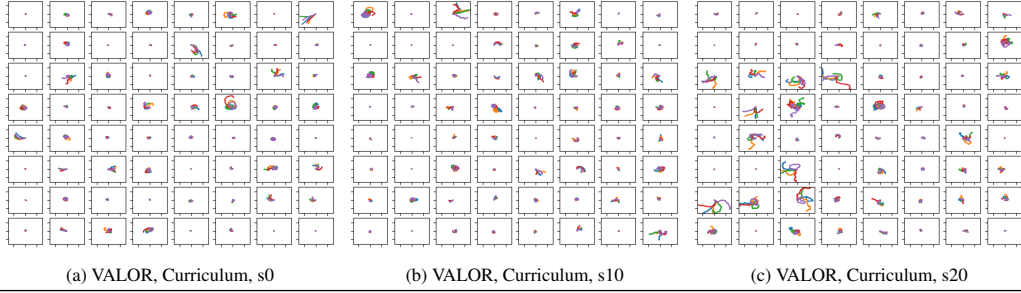 (a) VALOR, Curriculum, s0
(b) VALOR, Curriculum, s10
(c) VALOR, Curriculum, s20